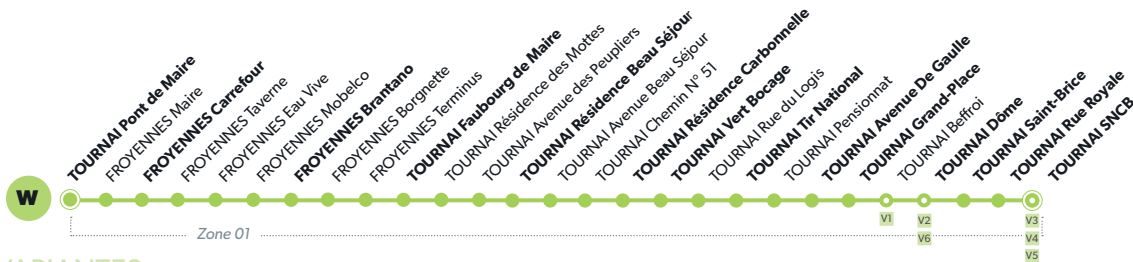 TOURNAI Pont de Maire
FROYENNES Maire
FROYENNES Carrefour
FROYENNES Taverne
FROYENNES Eau Vive
FROYENNES Mobelco
FROYENNES Brantano
FROYENNES Borgnette
FROYENNES Terminus
TOURNAI Faubourg de Maire
TOURNAI Résidence des Mottes
TOURNAI Avenue des Peupliers
TOURNAI Résidence Beau Séjour
TOURNAI Avenue Beau Séjour
TOURNAI Chemin N° 51
TOURNAI Résidence Carbonnelle
TOURNAI Vert Bocage
TOURNAI Rue du Logis
TOURNAI Tir National
TOURNAI Pensionnat
TOURNAI Avenue De Gaulle
TOURNAI Grand-Place
TOURNAI Beffroi
TOURNAI Dôme
TOURNAI Saint-Brice
TOURNAI Rue Royale
TOURNAI SNCB
W
V1
V2
V6
V3
V4
V5
Zone 01